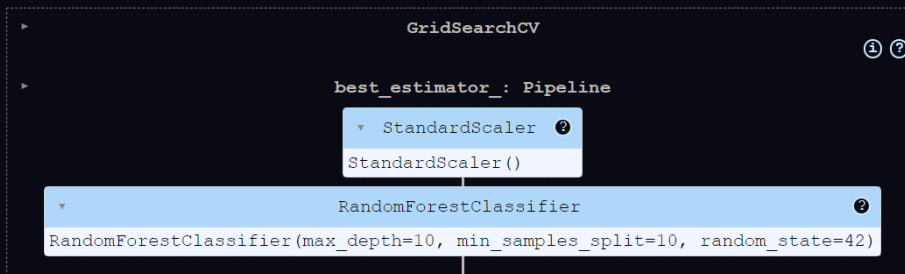 GridSearchCV
i ?
best_estimator_: Pipeline
StandardScaler ?
StandardScaler()
RandomForestClassifier ?
RandomForestClassifier(max_depth=10, min_samples_split=10, random_state=42)